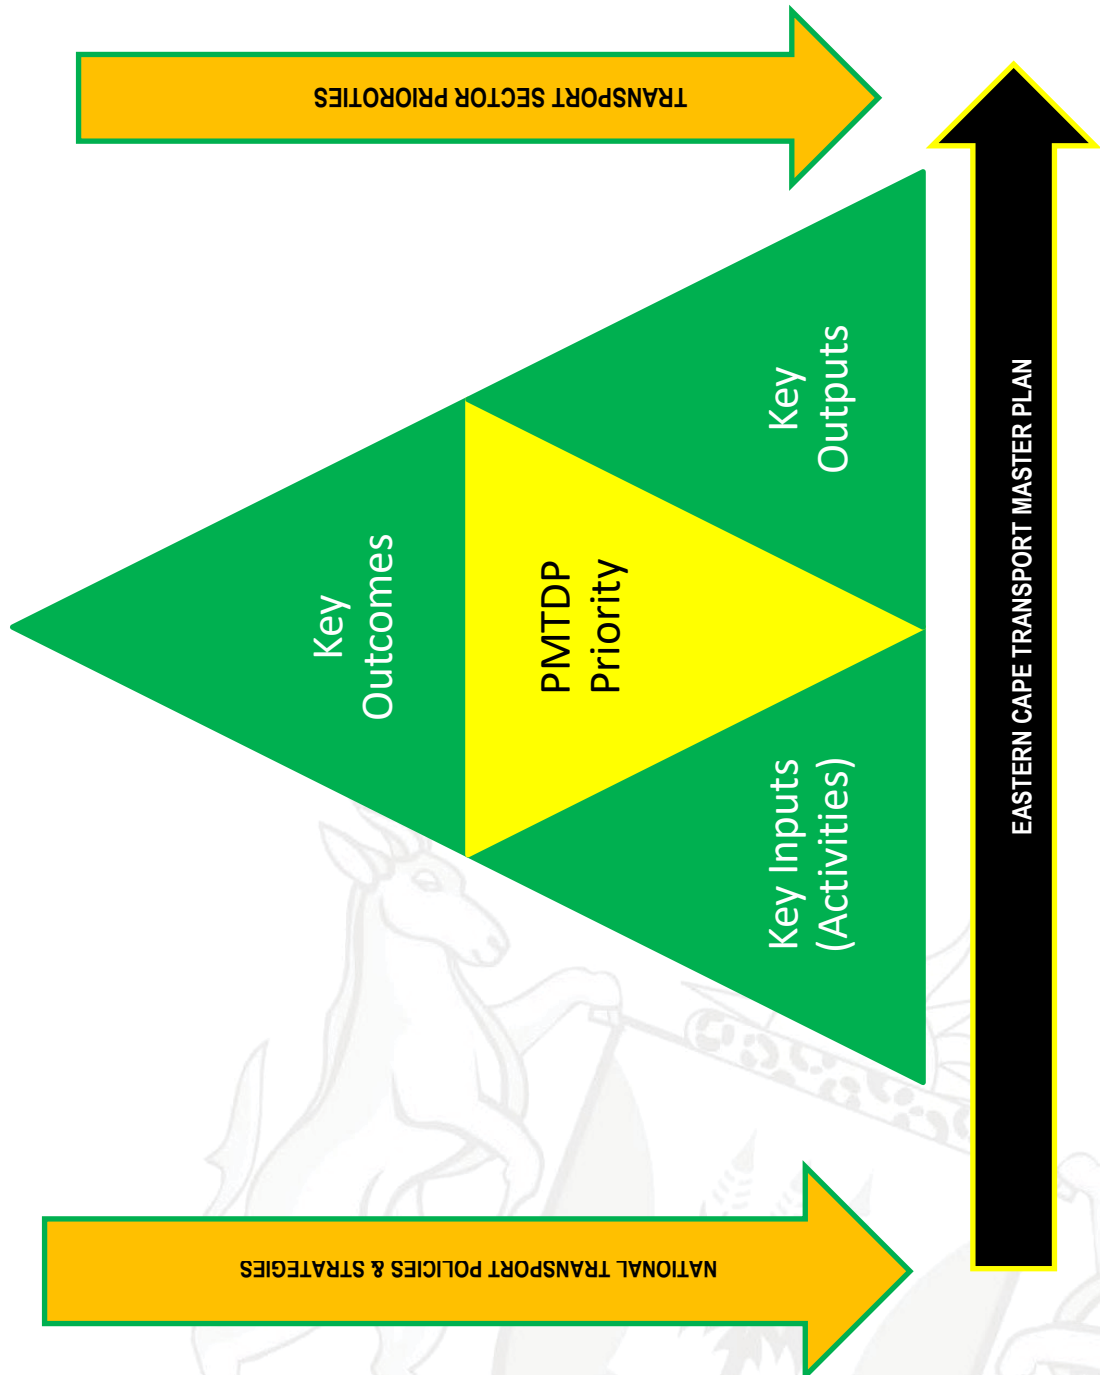 NATIONAL TRANSPORT POLICIES & STRATEGIES
TRANSPORT SECTOR PRIOROTIES
Key
Outcomes
PMTDP
Priority
Key Inputs
(Activities)
Key
Outputs
EASTERN CAPE TRANSPORT MASTER PLAN